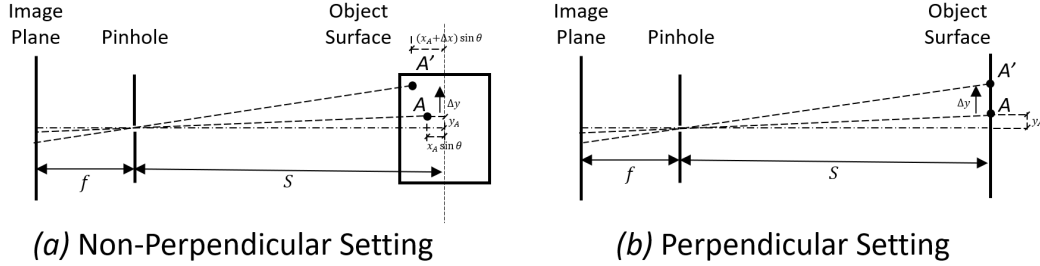 Image
Plane
Pinhole
Object
Surface
(x_A+Δx) sin θ
A'
A
Δy
y_A
x_A sin θ
f
S
(a) Non-Perpendicular Setting
Image
Plane
Pinhole
Object
Surface
A'
Δy
A
y_A
f
S
(b) Perpendicular Setting